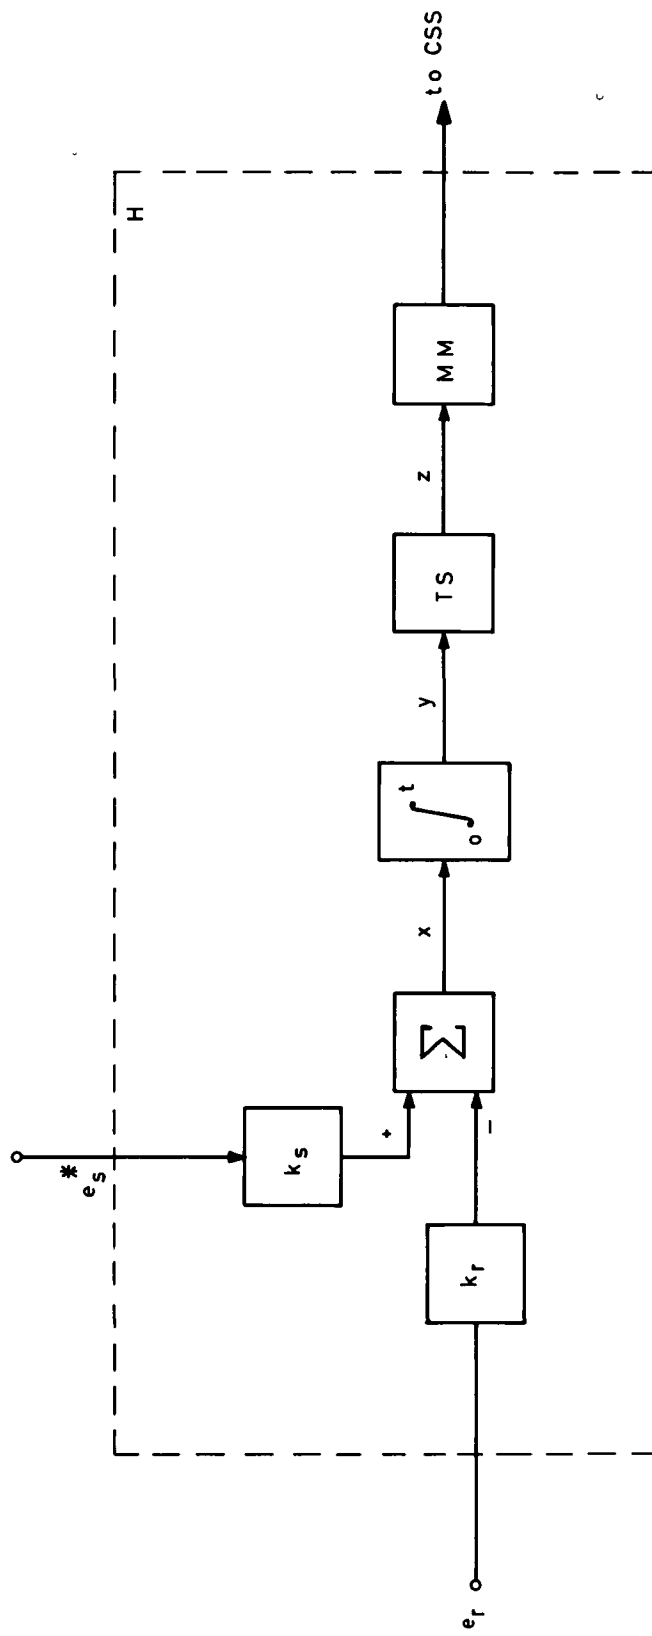 e_s*
H
k_s
+
e_r
k_r
−
Σ
x
∫ o t
y
TS
z
MM
to CSS